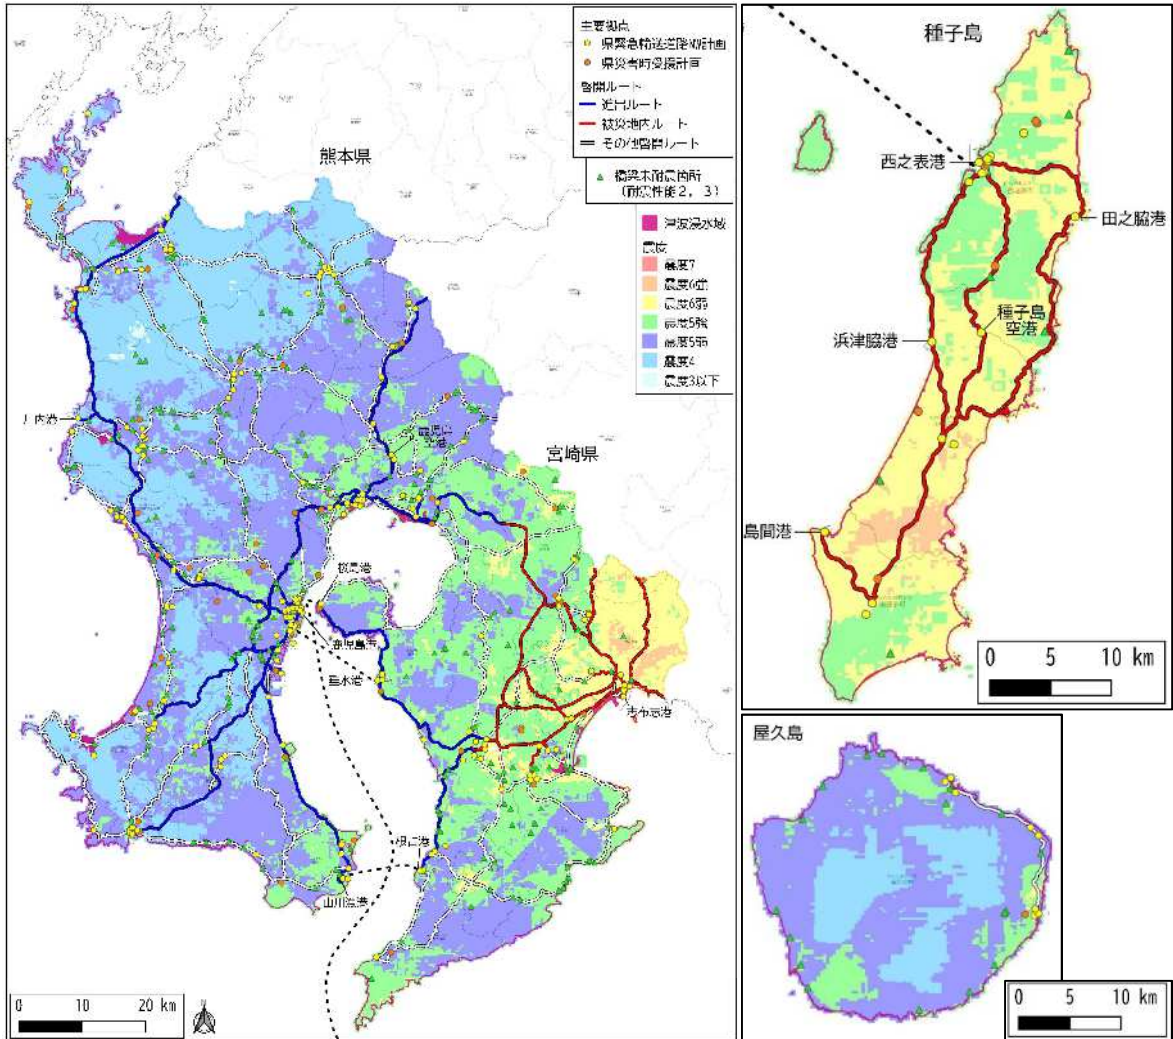 主要拠点
県緊急輸送道路NW計画
県災害時受援計画
啓開ルート
進出ルート
被災地内ルート
その他啓開ルート
橋梁未耐震箇所
(耐震性能2,3)
津波浸水域
震度
震度7
震度6強
震度6弱
震度5強
震度5弱
震度4
震度3以下
熊本県
宮崎県
川内港
鹿児島
空港
桜島港
鹿児島港
垂水港
志布志港
根占港
山川漁港
0 10 20 km
種子島
西之表港
田之脇港
種子島
空港
浜津脇港
島間港
0 5 10 km
屋久島
0 5 10 km